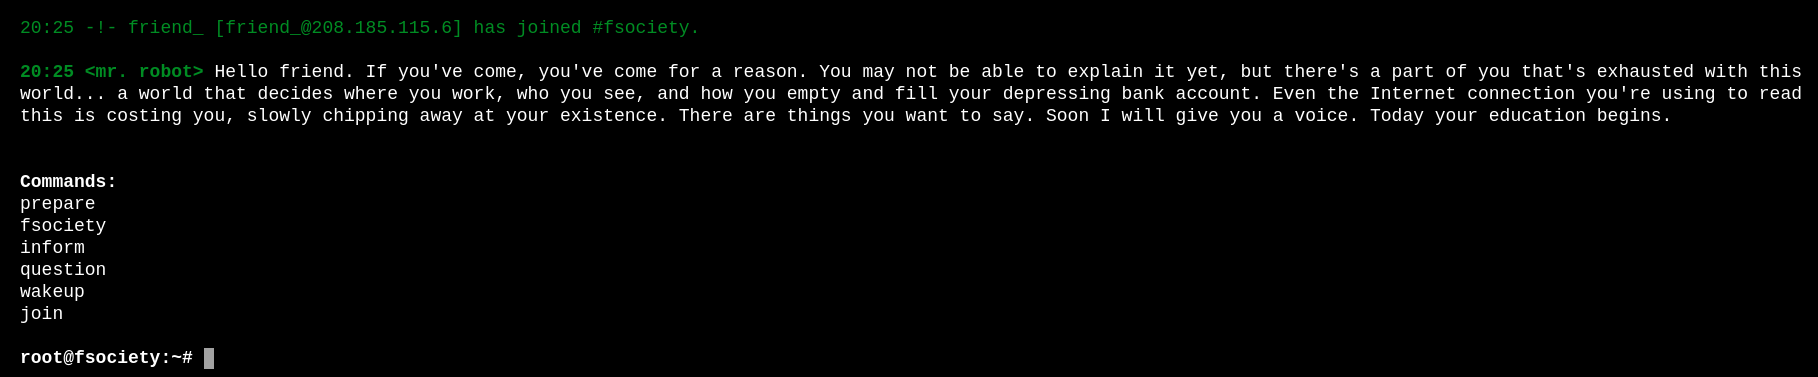 20:25 -!- friend_ [friend_@208.185.115.6] has joined #fsociety.
20:25 <mr. robot> Hello friend. If you've come, you've come for a reason. You may not be able to explain it yet, but there's a part of you that's exhausted with this
world... a world that decides where you work, who you see, and how you empty and fill your depressing bank account. Even the Internet connection you're using to read
this is costing you, slowly chipping away at your existence. There are things you want to say. Soon I will give you a voice. Today your education begins.
Commands:
prepare
fsociety
inform
question
wakeup
join
root@fsociety:~#